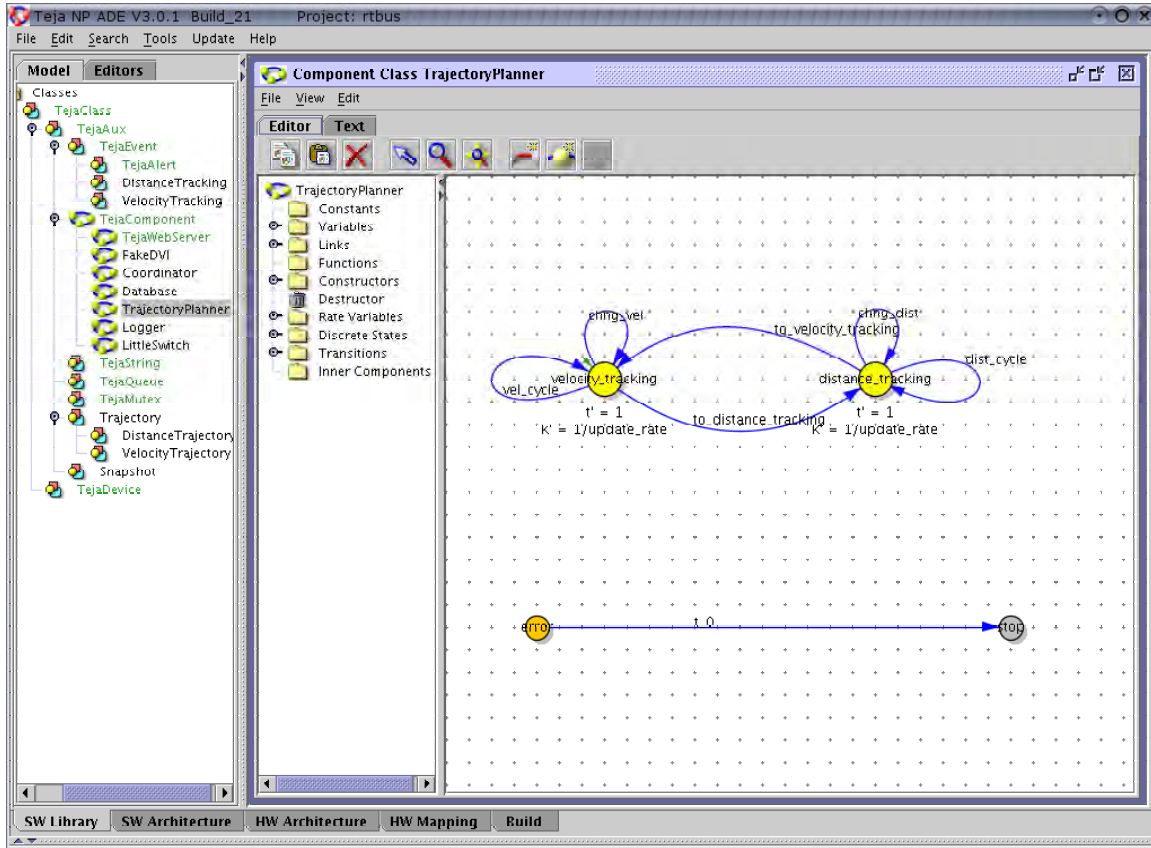 Teja NP ADE V3.0.1 Build_21 Project: rtbus
File Edit Search Tools Update Help
Model Editors
Classes
TejaClass
TejaAux
TejaEvent
TejaAlert
DistanceTracking
VelocityTracking
TejaComponent
TejaWebServer
FakeDVI
Coordinator
Database
TrajectoryPlanner
Logger
LittleSwitch
TejaString
TejaQueue
TejaMutex
Trajectory
DistanceTrajectory
VelocityTrajectory
Snapshot
TejaDevice
Component Class TrajectoryPlanner
File View Edit
Editor Text
TrajectoryPlanner
Constants
Variables
Links
Functions
Constructors
Destructor
Rate Variables
Discrete States
Transitions
Inner Components
chng_vel
chng_dist
to_velocity_tracking
dist_cycle
velocity_tracking
distance_tracking
vel_cycle
t' = 1
t' = 1
to_distance_tracking
K' = 1/update_rate
K' = 1/update_rate
error
t_0
stop
SW Library SW Architecture HW Architecture HW Mapping Build